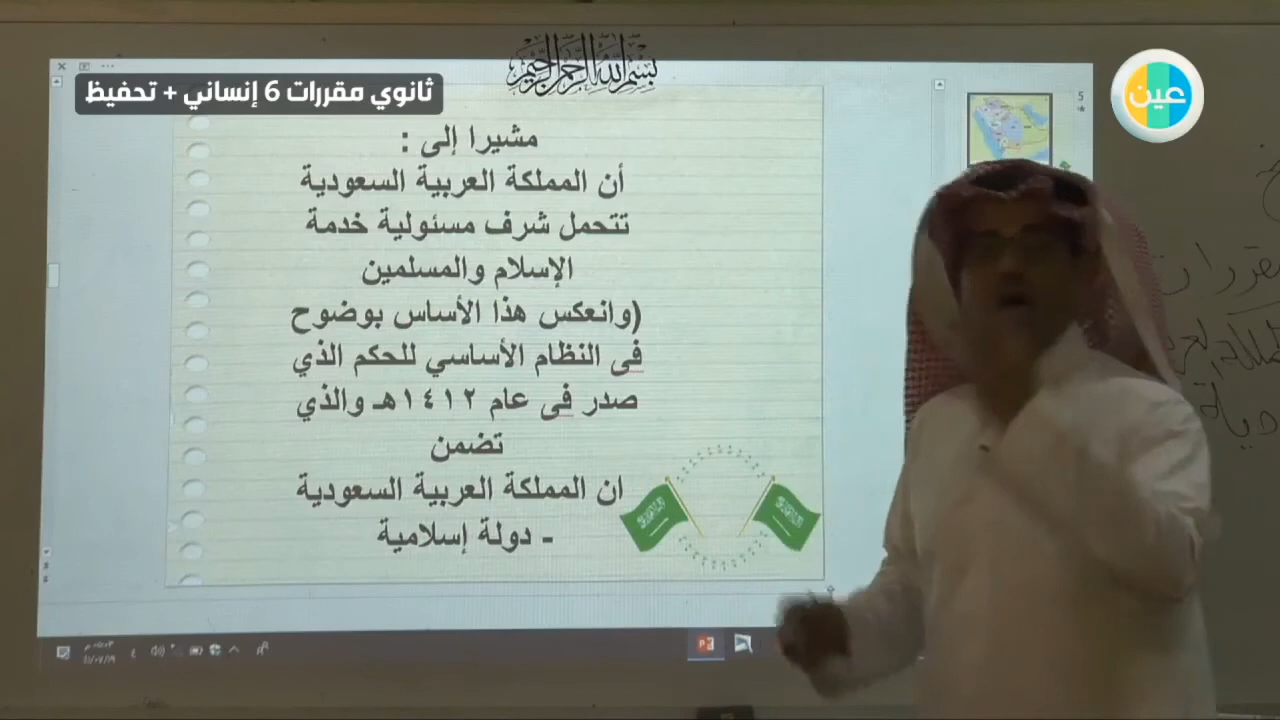 بسم الله الرحمن الرحيم
عين
ثانوي مقررات 6 إنساني + تحفيظ
مشيرا إلى :
أن المملكة العربية السعودية
تتحمل شرف مسئولية خدمة
الإسلام والمسلمين
(وانعكس هذا الأساس بوضوح
فى النظام الأساسي للحكم الذي
صدر فى عام ١٤١٢هـ والذي
تضمن
ان المملكة العربية السعودية
- دولة إسلامية
5